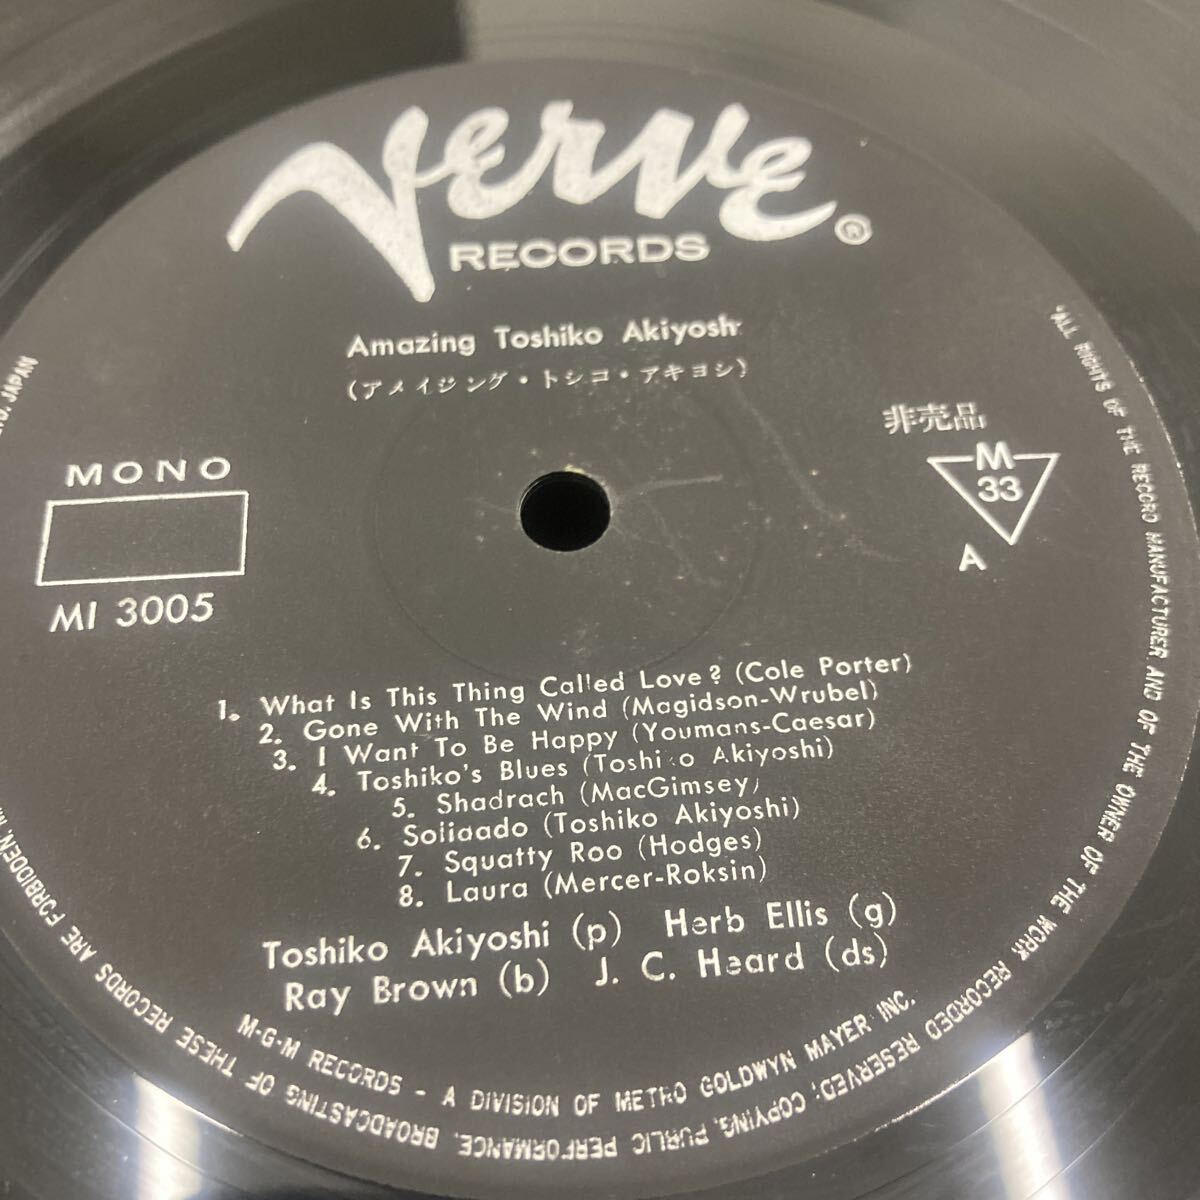 Verve ®
RECORDS
Amazing Toshiko Akiyoshi
(アメイジング・トシコ・アキヨシ)
非売品
MONO
M
33
A
MI 3005
1. What Is This Thing Called Love? (Cole Porter)
2. Gone With The Wind (Magidson-Wrubel)
3. I Want To Be Happy (Youmans-Caesar)
4. Toshiko's Blues (Toshiko Akiyoshi)
5. Shadrach (MacGimsey)
6. Soliaado (Toshiko Akiyoshi)
7. Squatty Roo (Hodges)
8. Laura (Mercer-Roksin)
Toshiko Akiyoshi (p) Herb Ellis (g)
Ray Brown (b) J. C. Heard (ds)
M-G-M RECORDS - A DIVISION OF METRO GOLDWYN MAYER INC.
"ALL RIGHTS OF THE RECORD MANUFACTURER AND OF THE OWNER OF THE WORK RECORDED RESERVED; COPYING, PUBLIC PERFORMANCE, BROADCASTING OF THESE RECORDS ARE FORBIDDEN.
JAPAN